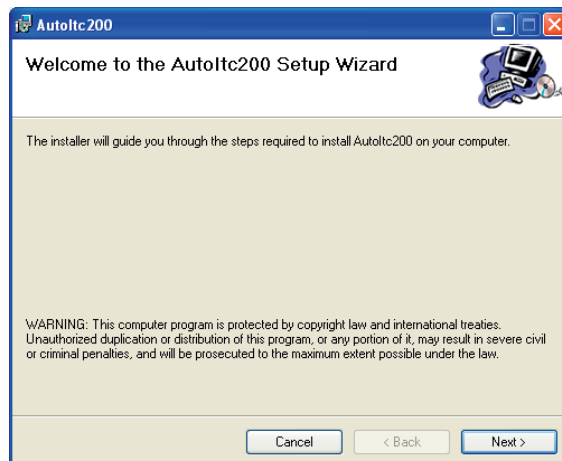 AutoItc200
Welcome to the AutoItc200 Setup Wizard
The installer will guide you through the steps required to install AutoItc200 on your computer.
WARNING: This computer program is protected by copyright law and international treaties.
Unauthorized duplication or distribution of this program, or any portion of it, may result in severe civil
or criminal penalties, and will be prosecuted to the maximum extent possible under the law.
Cancel
< Back
Next >